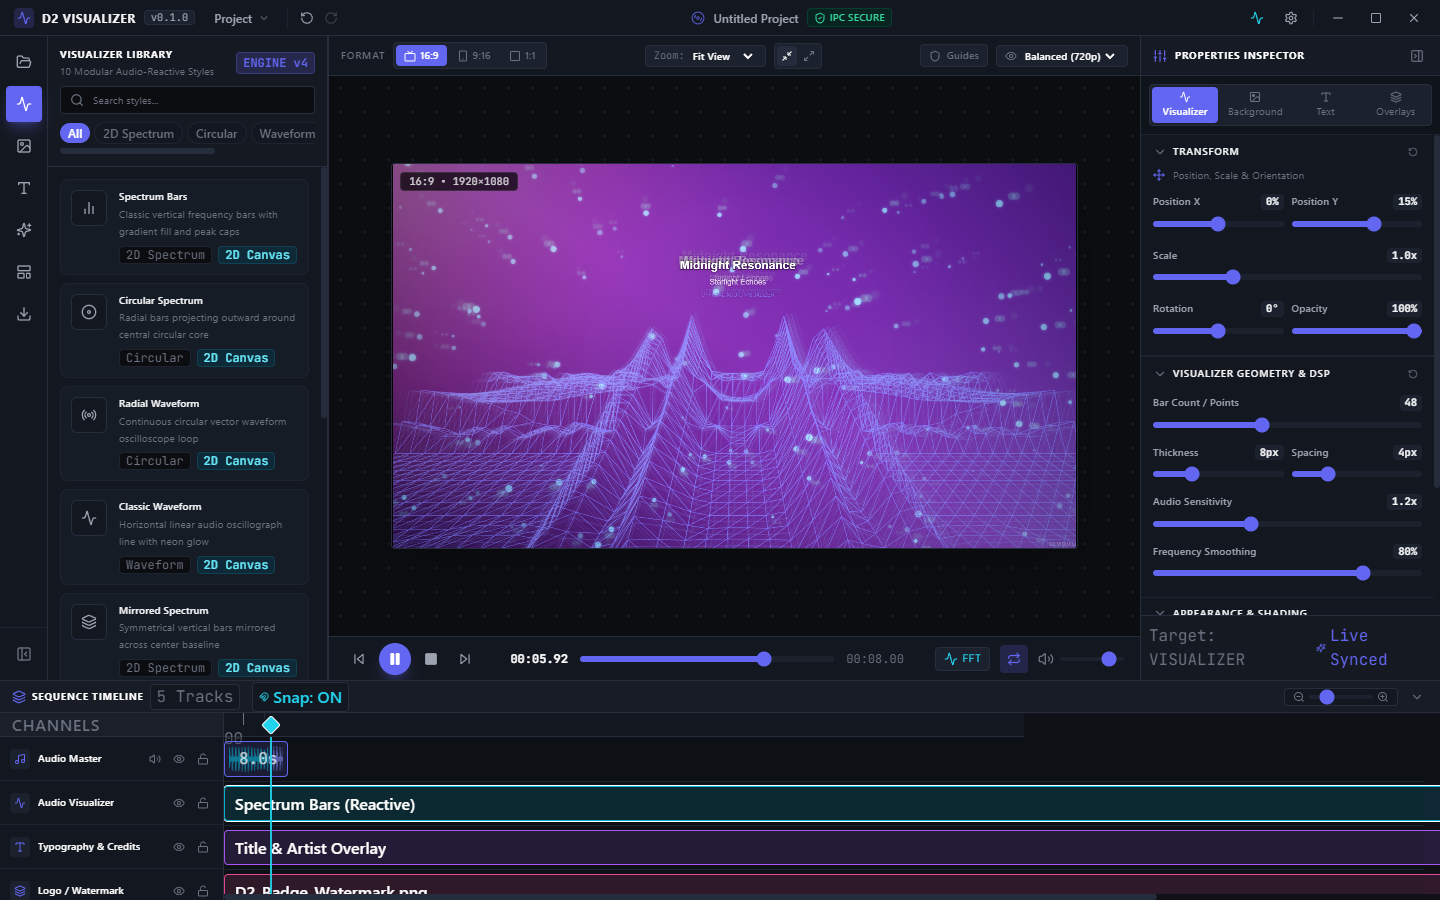 D2 VISUALIZER v0.1.0 Project Untitled Project IPC SECURE
VISUALIZER LIBRARY
10 Modular Audio-Reactive Styles
ENGINE v4
Search styles...
All 2D Spectrum Circular Waveform
Spectrum Bars
Classic vertical frequency bars with
gradient fill and peak caps
2D Spectrum 2D Canvas
Circular Spectrum
Radial bars projecting outward around
central circular core
Circular 2D Canvas
Radial Waveform
Continuous circular vector waveform
oscilloscope loop
Circular 2D Canvas
Classic Waveform
Horizontal linear audio oscillograph
line with neon glow
Waveform 2D Canvas
Mirrored Spectrum
Symmetrical vertical bars mirrored
across center baseline
2D Spectrum 2D Canvas
FORMAT 16:9 9:16 1:1 Zoom: Fit View Guides Balanced (720p)
16:9 • 1920×1080
Midnight Resonance
Starlight Echoes
00:05.92 00:08.00 FFT
PROPERTIES INSPECTOR
Visualizer Background Text Overlays
TRANSFORM
Position, Scale & Orientation
Position X 0% Position Y 15%
Scale 1.0x
Rotation 0° Opacity 100%
VISUALIZER GEOMETRY & DSP
Bar Count / Points 48
Thickness 8px Spacing 4px
Audio Sensitivity 1.2x
Frequency Smoothing 80%
APPEARANCE & SHADING
Target:
VISUALIZER
Live
Synced
SEQUENCE TIMELINE 5 Tracks Snap: ON
CHANNELS
00
Audio Master
8.0s
Audio Visualizer
Spectrum Bars (Reactive)
Typography & Credits
Title & Artist Overlay
Logo / Watermark
D2_Badge_Watermark.png